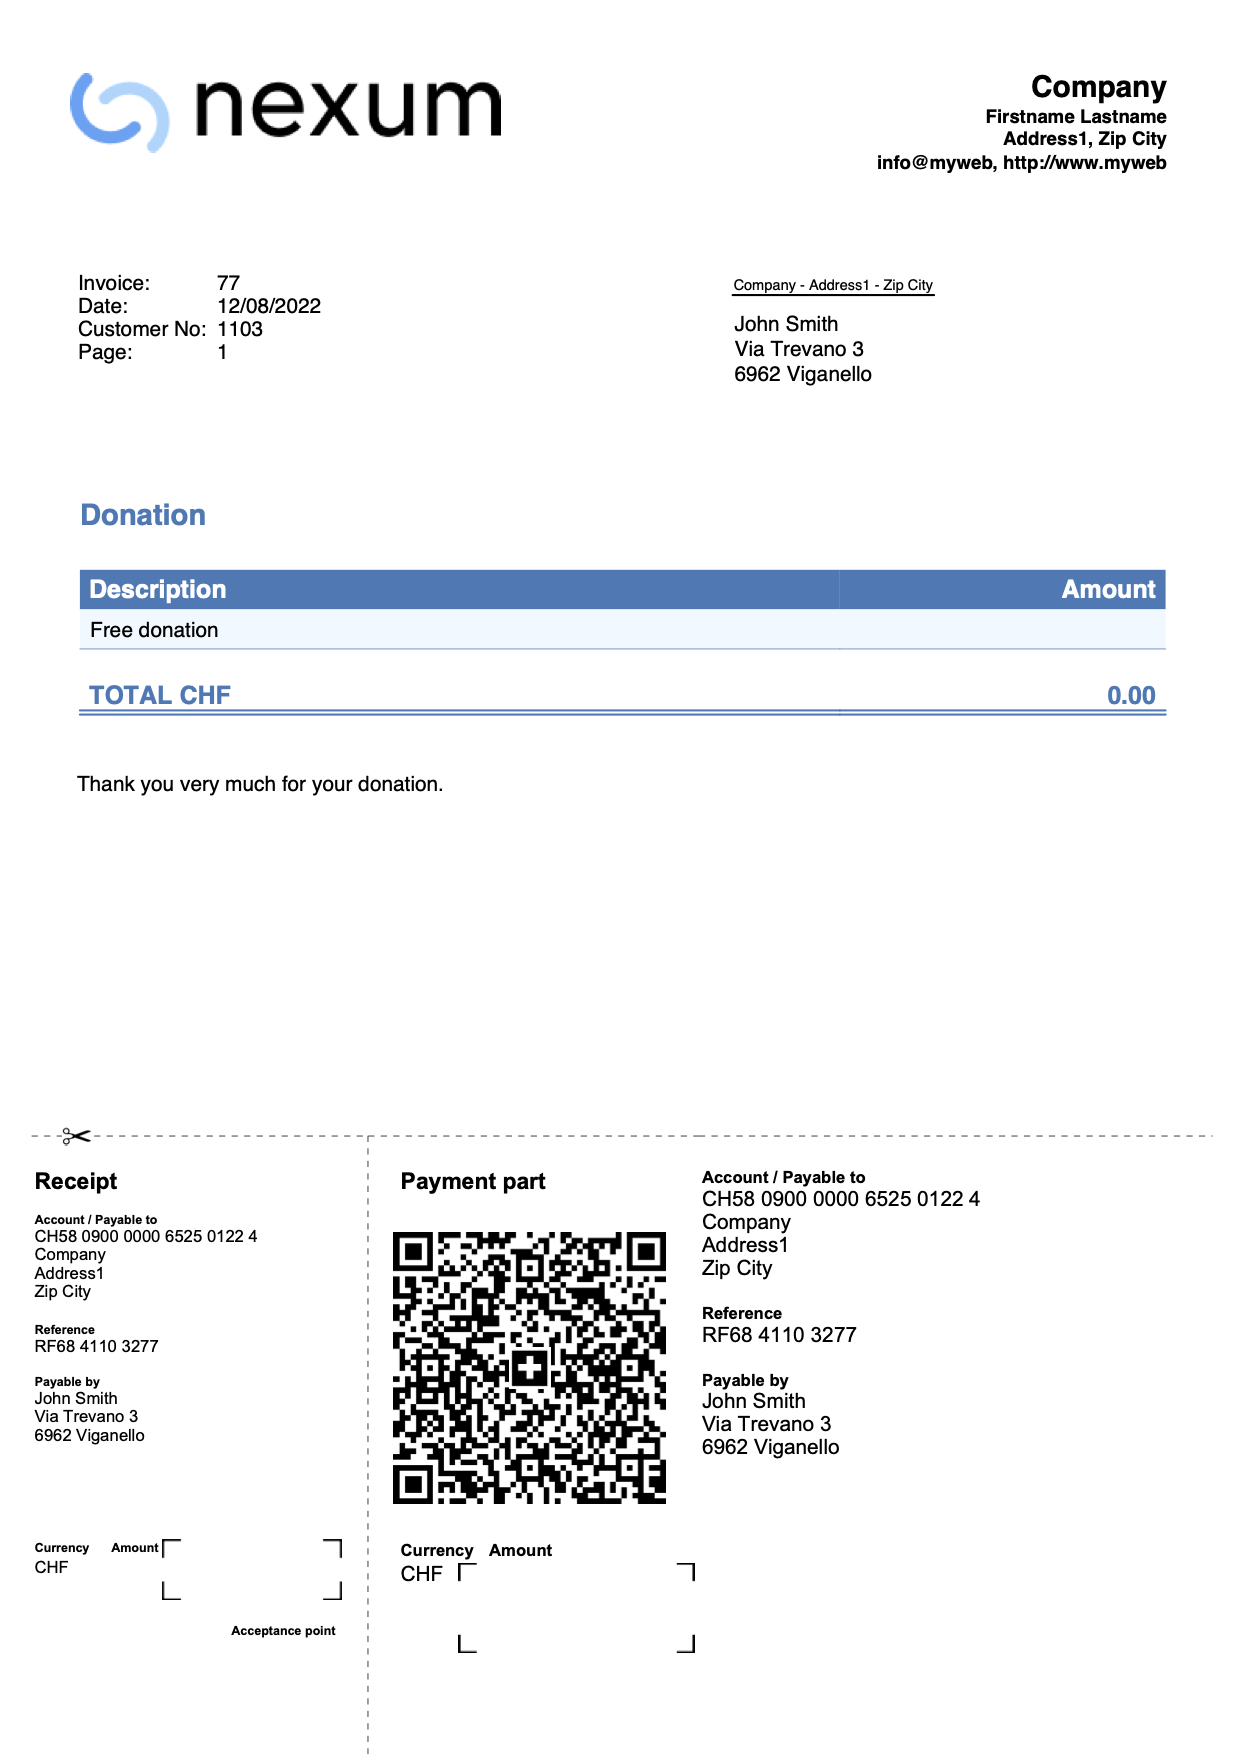 nexum
Company
Firstname Lastname
Address1, Zip City
info@myweb, http://www.myweb
Invoice: 77
Date: 12/08/2022
Customer No: 1103
Page: 1
Company - Address1 - Zip City
John Smith
Via Trevano 3
6962 Viganello
Donation
Description Amount
Free donation
TOTAL CHF 0.00
Thank you very much for your donation.
Receipt
Account / Payable to
CH58 0900 0000 6525 0122 4
Company
Address1
Zip City
Reference
RF68 4110 3277
Payable by
John Smith
Via Trevano 3
6962 Viganello
Currency Amount
CHF
Acceptance point
Payment part
Currency Amount
CHF
Account / Payable to
CH58 0900 0000 6525 0122 4
Company
Address1
Zip City
Reference
RF68 4110 3277
Payable by
John Smith
Via Trevano 3
6962 Viganello